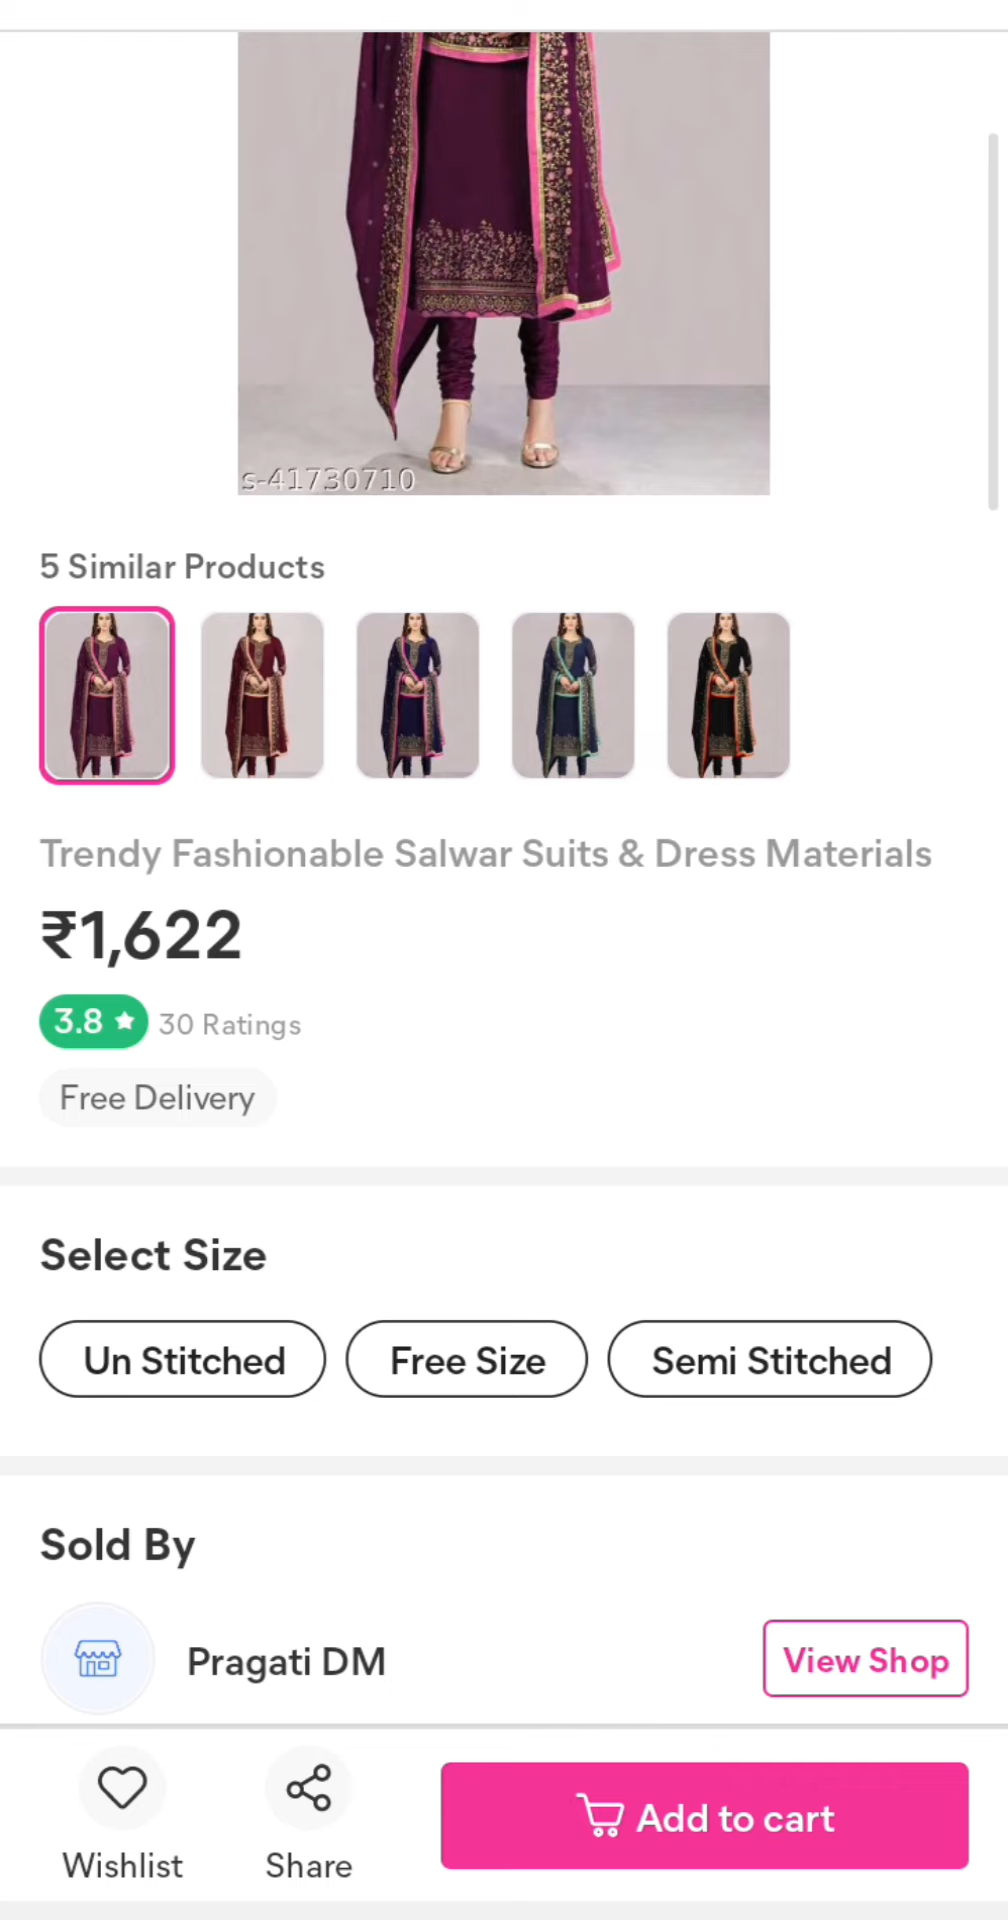 s-41730710
5 Similar Products
Trendy Fashionable Salwar Suits & Dress Materials
₹1,622
3.8 ★ 30 Ratings
Free Delivery
Select Size
Un Stitched Free Size Semi Stitched
Sold By
Pragati DM View Shop
Add to cart
Wishlist Share